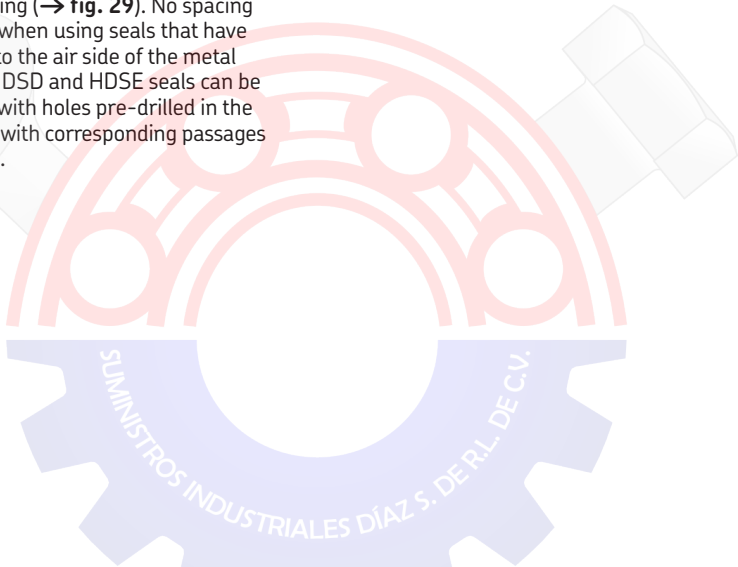 ing (→ fig. 29). No spacing
when using seals that have
to the air side of the metal
DSD and HDSE seals can be
with holes pre-drilled in the
with corresponding passages
.
SUMINISTROS INDUSTRIALES DÍAZ S. DE R.L. DE C.V.